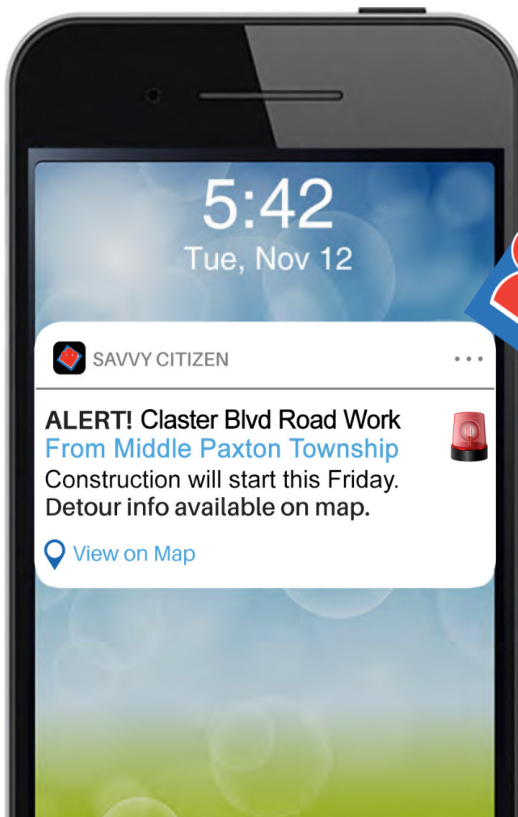 5:42
Tue, Nov 12
SAVVY CITIZEN
ALERT! Claster Blvd Road Work
From Middle Paxton Township
Construction will start this Friday.
Detour info available on map.
View on Map